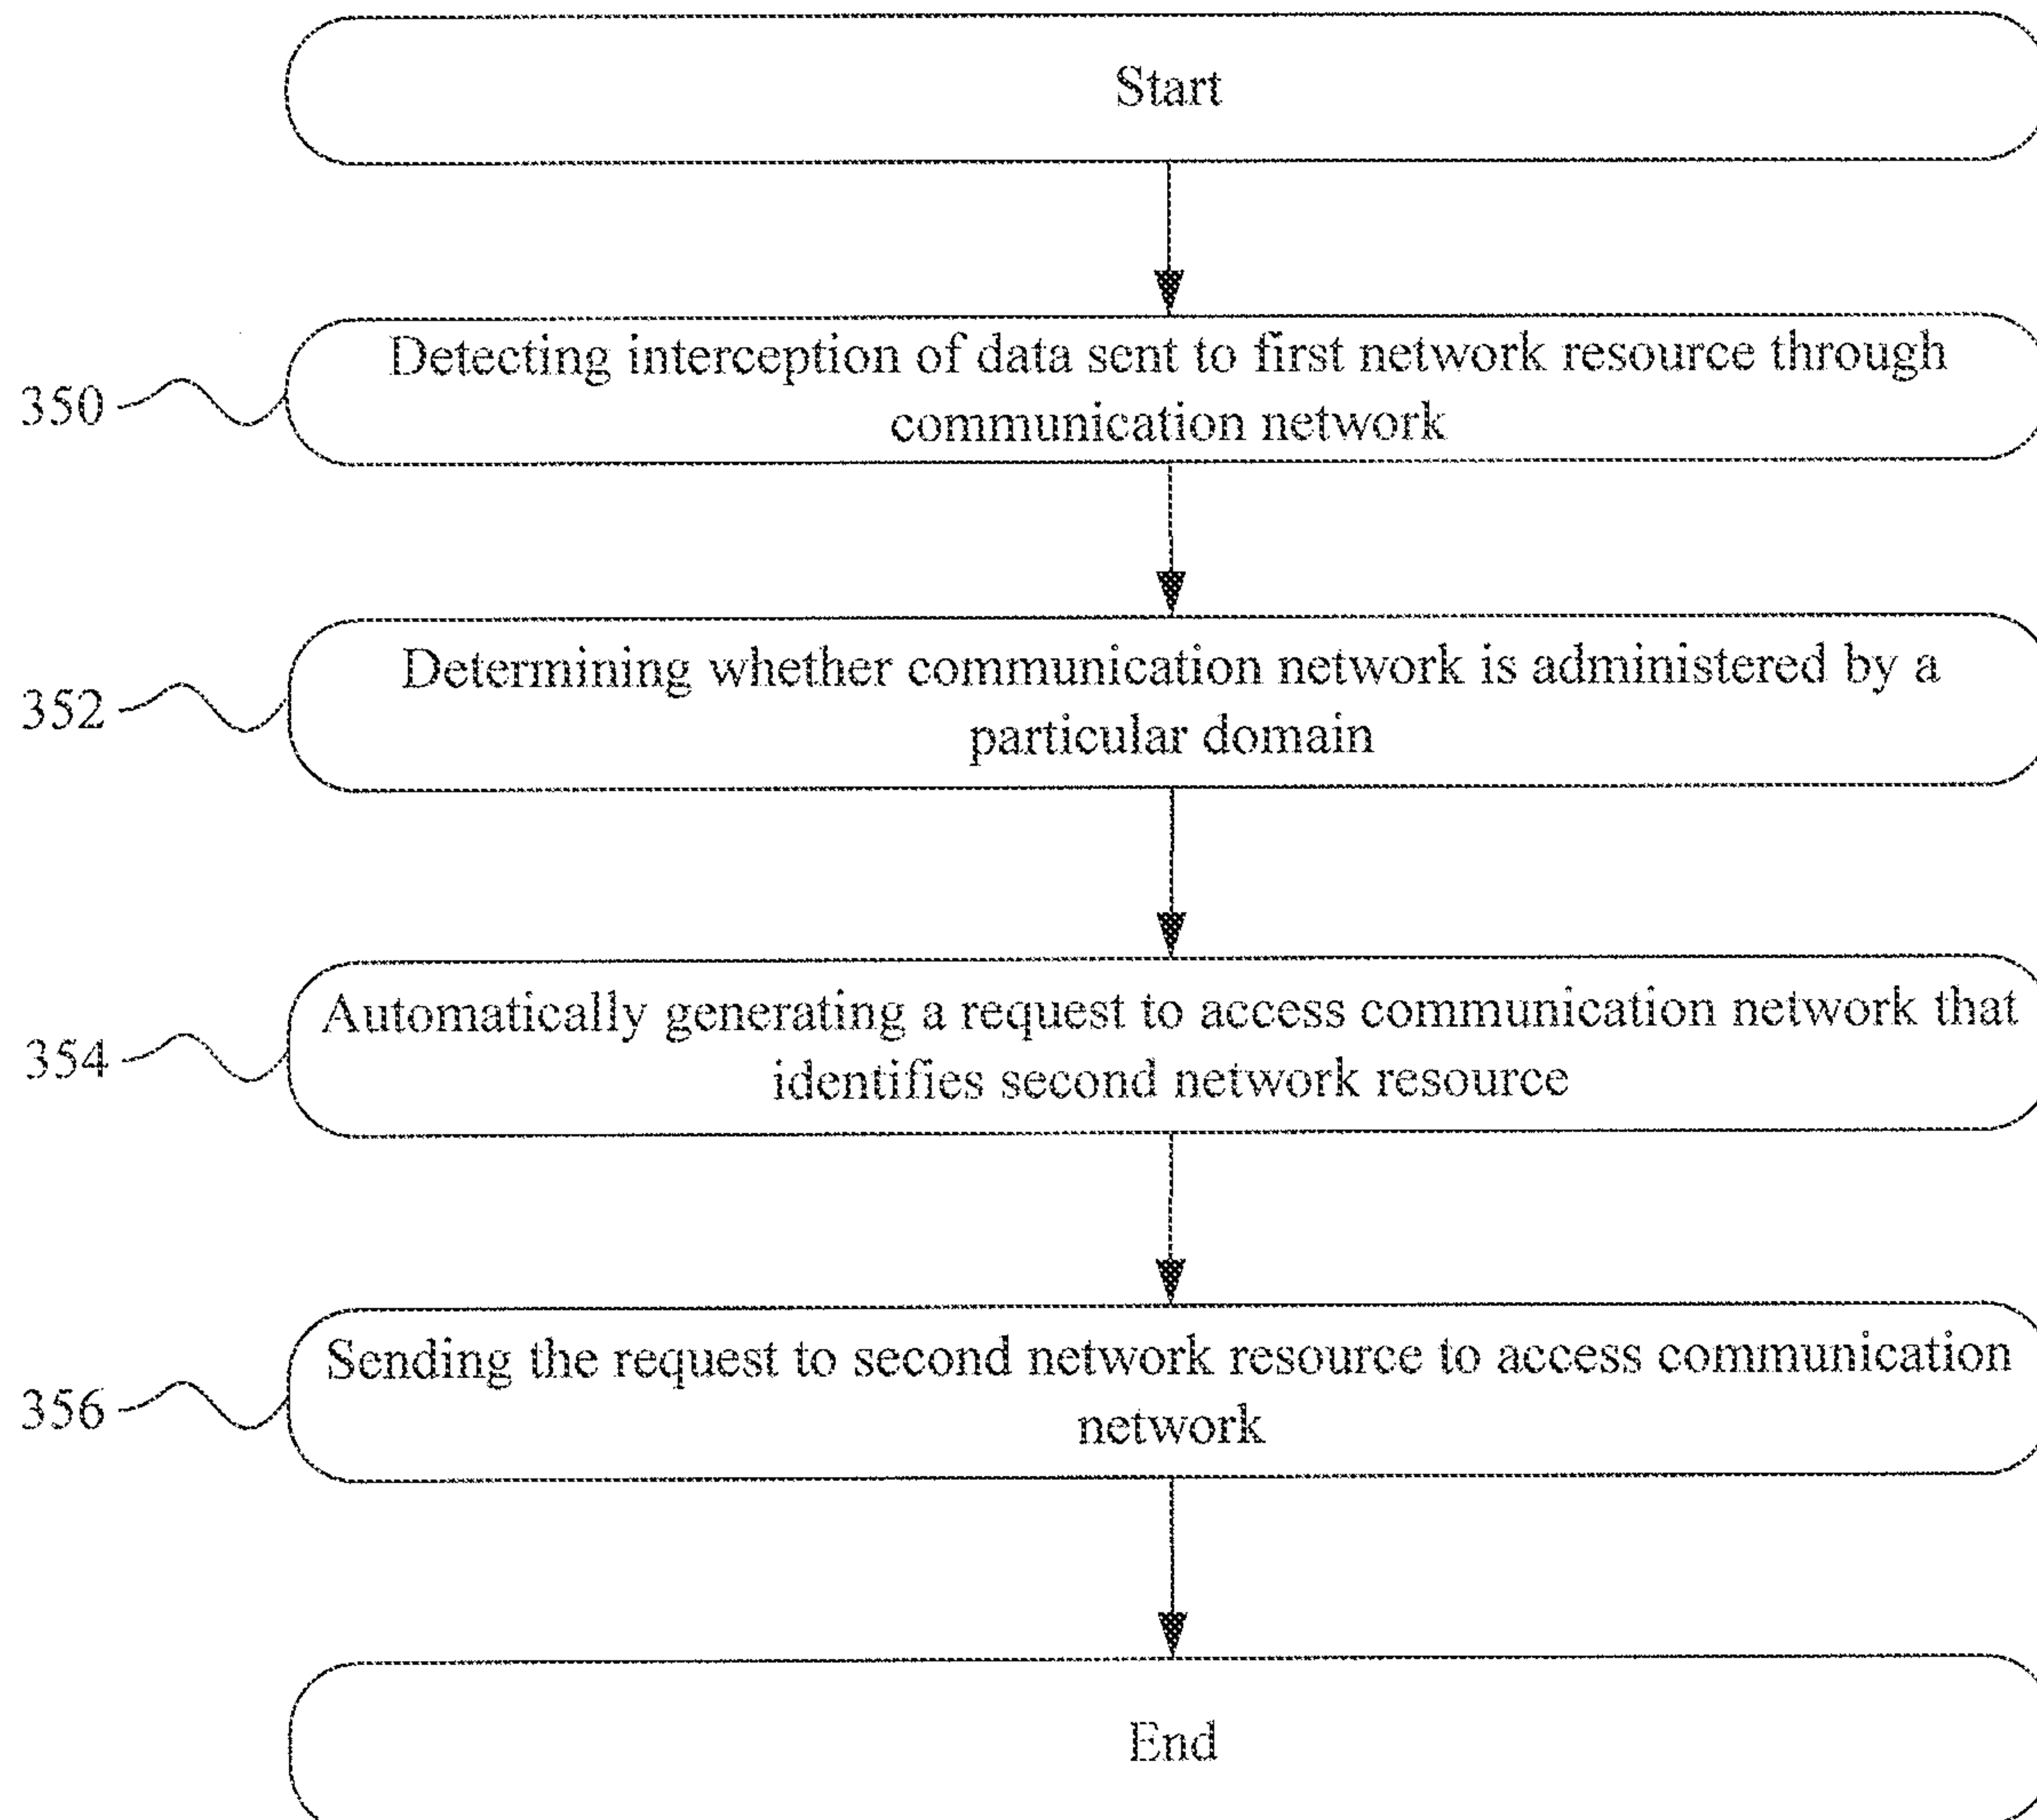 Start
Detecting interception of data sent to first network resource through
communication network
350
Determining whether communication network is administered by a
particular domain
352
Automatically generating a request to access communication network that
identifies second network resource
354
Sending the request to second network resource to access communication
network
356
End